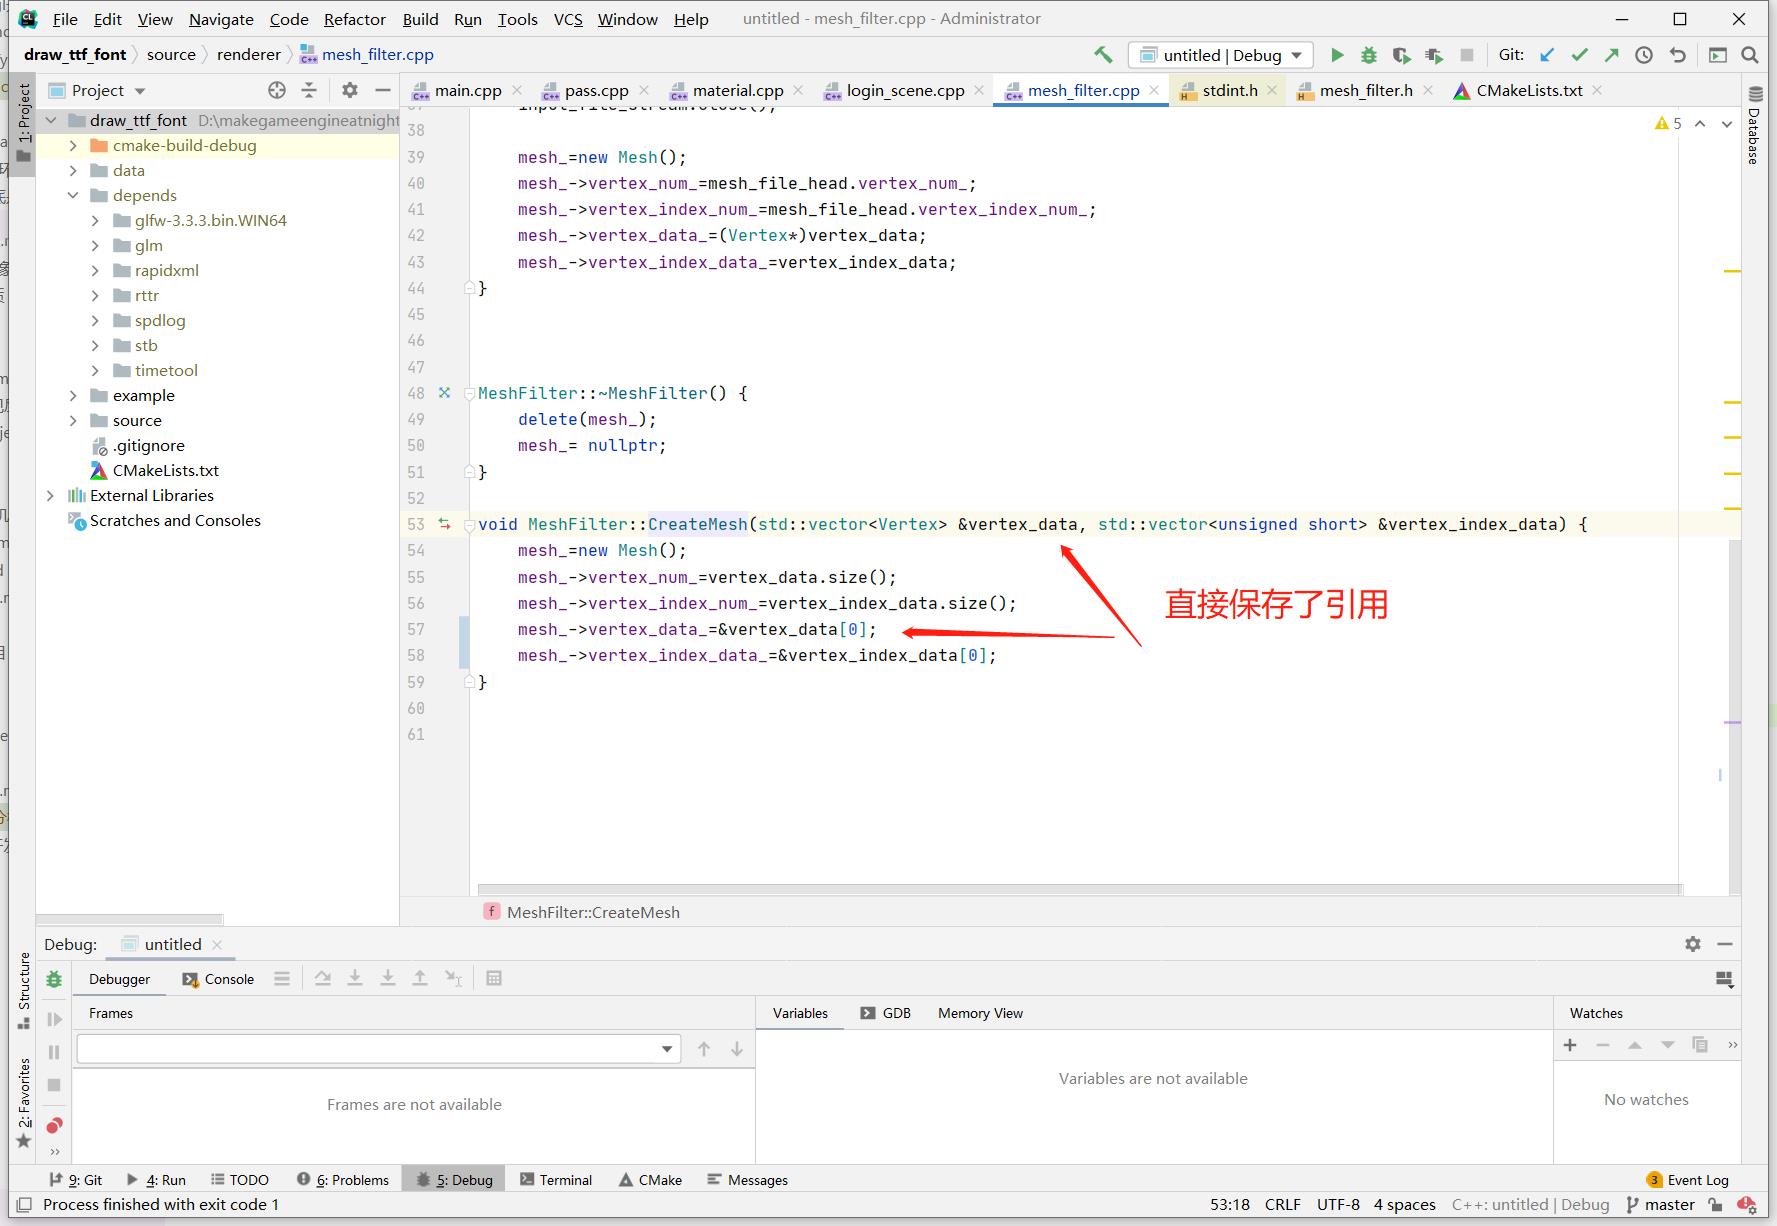 File Edit View Navigate Code Refactor Build Run Tools VCS Window Help untitled - mesh_filter.cpp - Administrator
draw_ttf_font source renderer mesh_filter.cpp untitled | Debug Git:
Project main.cpp pass.cpp material.cpp login_scene.cpp mesh_filter.cpp stdint.h mesh_filter.h CMakeLists.txt
1: Project
Database
draw_ttf_font D:\makegameengineatnight
cmake-build-debug
data
depends
glfw-3.3.3.bin.WIN64
glm
rapidxml
rttr
spdlog
stb
timetool
example
source
.gitignore
CMakeLists.txt
External Libraries
Scratches and Consoles
5
37 input_file_stream.close();
38
39 mesh_=new Mesh();
40 mesh_->vertex_num_=mesh_file_head.vertex_num_;
41 mesh_->vertex_index_num_=mesh_file_head.vertex_index_num_;
42 mesh_->vertex_data_=(Vertex*)vertex_data;
43 mesh_->vertex_index_data_=vertex_index_data;
44 }
45
46
47
48 MeshFilter::~MeshFilter() {
49 delete(mesh_);
50 mesh_= nullptr;
51 }
52
53 void MeshFilter::CreateMesh(std::vector<Vertex> &vertex_data, std::vector<unsigned short> &vertex_index_data) {
54 mesh_=new Mesh();
55 mesh_->vertex_num_=vertex_data.size();
56 mesh_->vertex_index_num_=vertex_index_data.size();
57 mesh_->vertex_data_=&vertex_data[0];
58 mesh_->vertex_index_data_=&vertex_index_data[0];
59 }
60
61
直接保存了引用
f MeshFilter::CreateMesh
Debug: untitled
Structure
2: Favorites
Debugger Console
Frames Variables GDB Memory View Watches
Frames are not available
Variables are not available
No watches
9: Git 4: Run TODO 6: Problems 5: Debug Terminal CMake Messages 3 Event Log
Process finished with exit code 1 53:18 CRLF UTF-8 4 spaces C++: untitled | Debug master